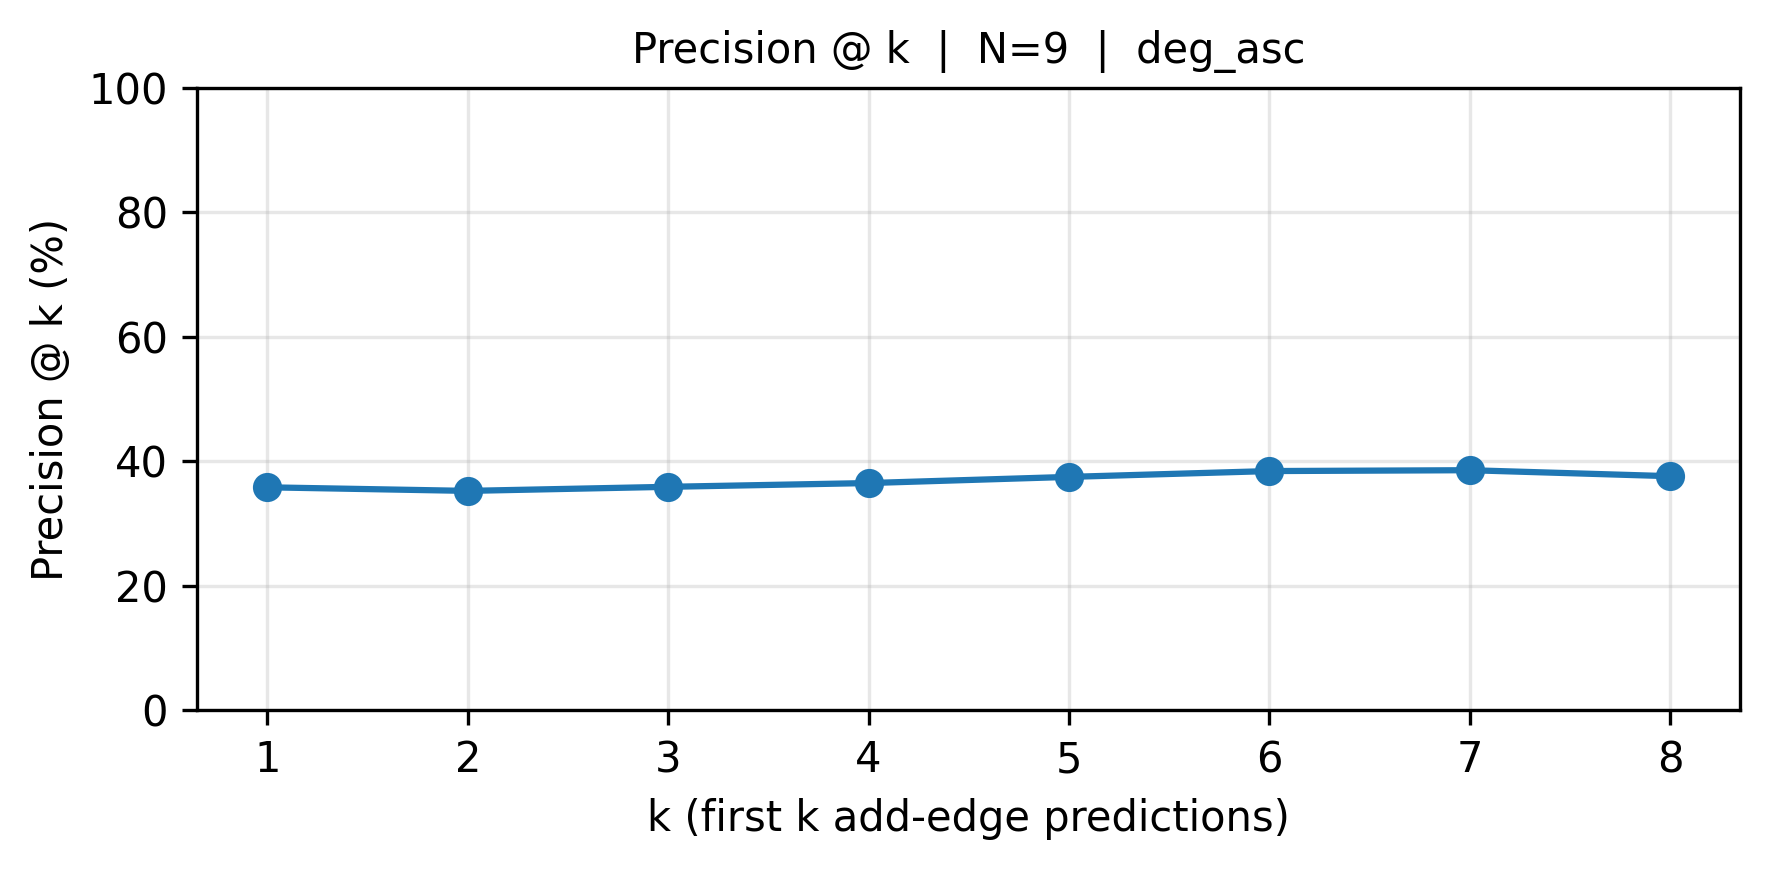 Precision @ k | N=9 | deg_asc
Precision @ k (%)
100
80
60
40
20
0
1 2 3 4 5 6 7 8
k (first k add-edge predictions)